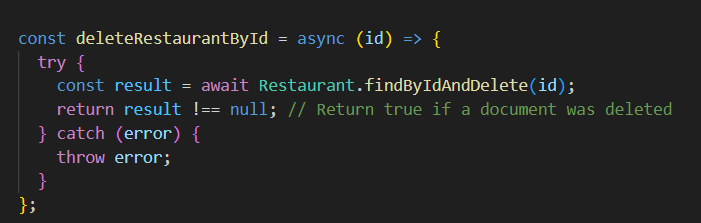 const deleteRestaurantById = async (id) => {
  try {
    const result = await Restaurant.findByIdAndDelete(id);
    return result !== null; // Return true if a document was deleted
  } catch (error) {
    throw error;
  }
};